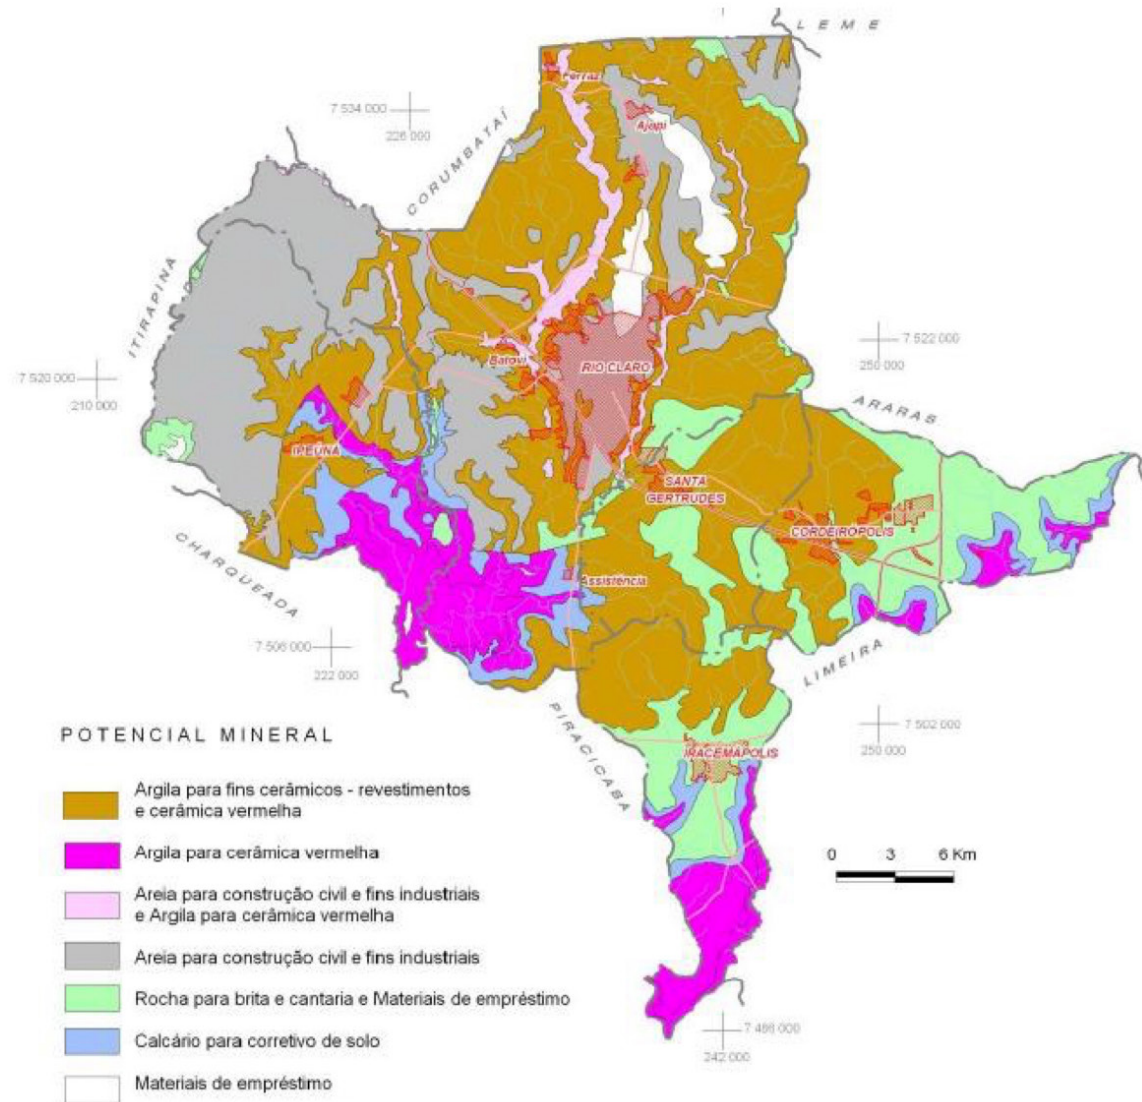 LEME
Ferraz
7 534 000
226 000
Ajapi
CORUMBATAÍ
ITIRAPINA
7 522 000
250 000
7 520 000
210 000
Batovi
RIO CLARO
ARARAS
IPEÚNA
SANTA
GERTRUDES
CORDEIRÓPOLIS
CHARQUEADA
Assistência
7 506 000
222 000
LIMEIRA
PIRACICABA
7 502 000
250 000
IRACEMÁPOLIS
POTENCIAL MINERAL
Argila para fins cerâmicos - revestimentos
e cerâmica vermelha
Argila para cerâmica vermelha
0 3 6 Km
Areia para construção civil e fins industriais
e Argila para cerâmica vermelha
Areia para construção civil e fins industriais
Rocha para brita e cantaria e Materiais de empréstimo
7 486 000
242 000
Calcário para corretivo de solo
Materiais de empréstimo